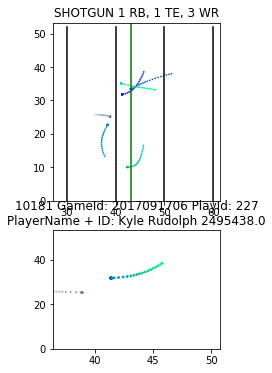 SHOTGUN 1 RB, 1 TE, 3 WR
50
40
30
20
10
0
30 40 50 60
10181 GameId: 2017091706 PlayId: 227
PlayerName + ID: Kyle Rudolph 2495438.0
40
20
0
40 45 50